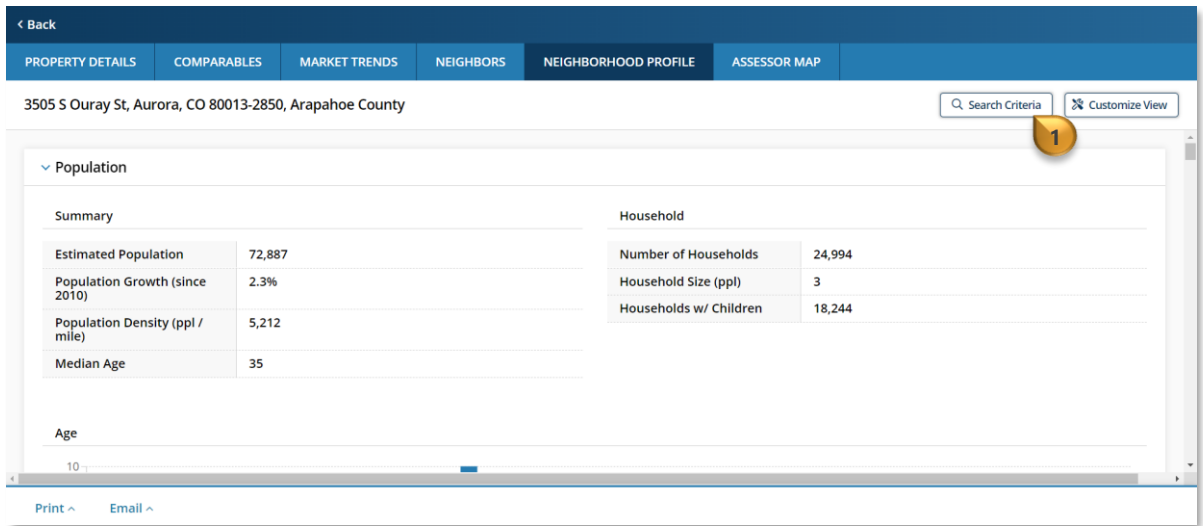 < Back
PROPERTY DETAILS COMPARABLES MARKET TRENDS NEIGHBORS NEIGHBORHOOD PROFILE ASSESSOR MAP
3505 S Ouray St, Aurora, CO 80013-2850, Arapahoe County
Search Criteria
Customize View
1
Population
Summary
Estimated Population 72,887
Population Growth (since
2010) 2.3%
Population Density (ppl /
mile) 5,212
Median Age 35
Household
Number of Households 24,994
Household Size (ppl) 3
Households w/ Children 18,244
Age
10
Print
Email